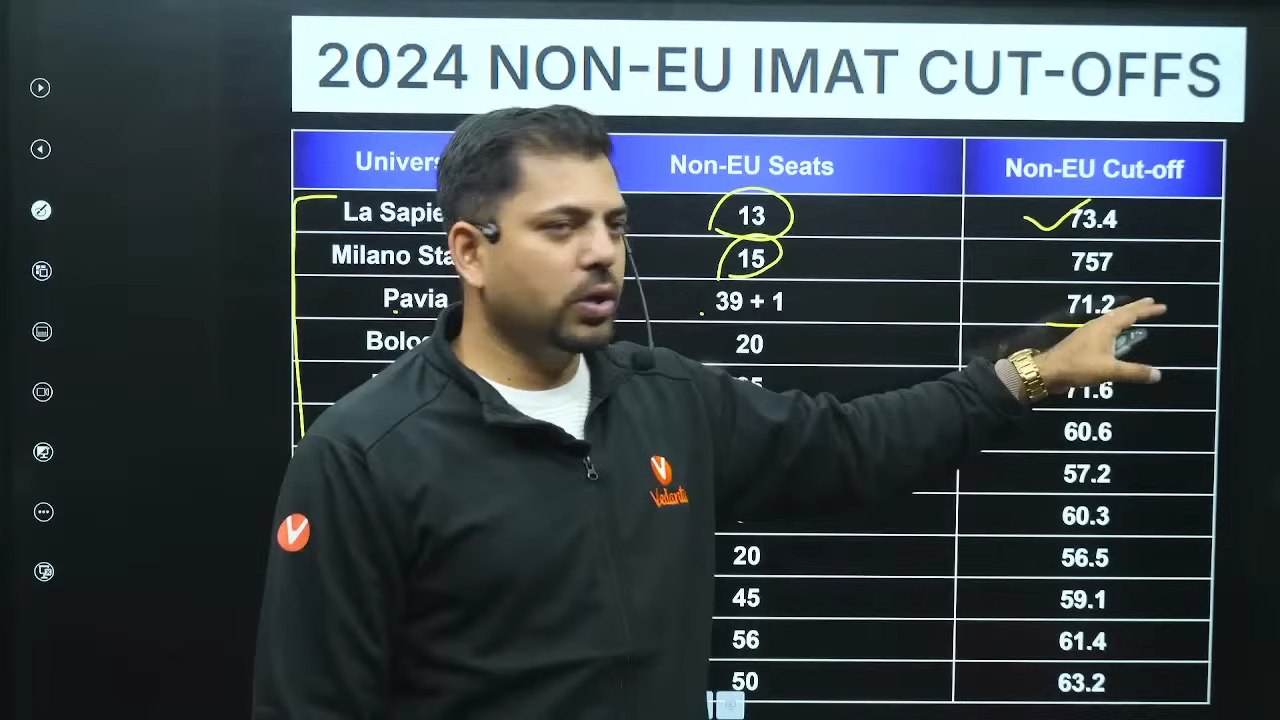 2024 NON-EU IMAT CUT-OFFS
Non-EU Seats Non-EU Cut-off
La 13 73.4
Milano 15 757
Pavia 39 + 1 71.2
20
71.6
60.6
57.2
60.3
20 56.5
45 59.1
56 61.4
50 63.2
V
Vedantu
V